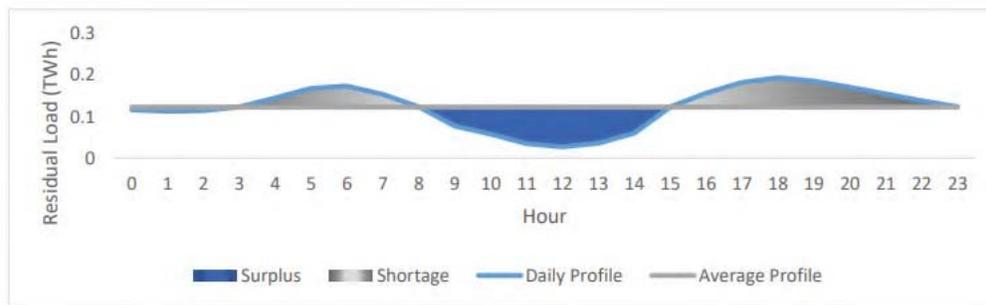 Residual Load (TWh)
0.3
0.2
0.1
0
0 1 2 3 4 5 6 7 8 9 10 11 12 13 14 15 16 17 18 19 20 21 22 23
Hour
Surplus Shortage Daily Profile Average Profile